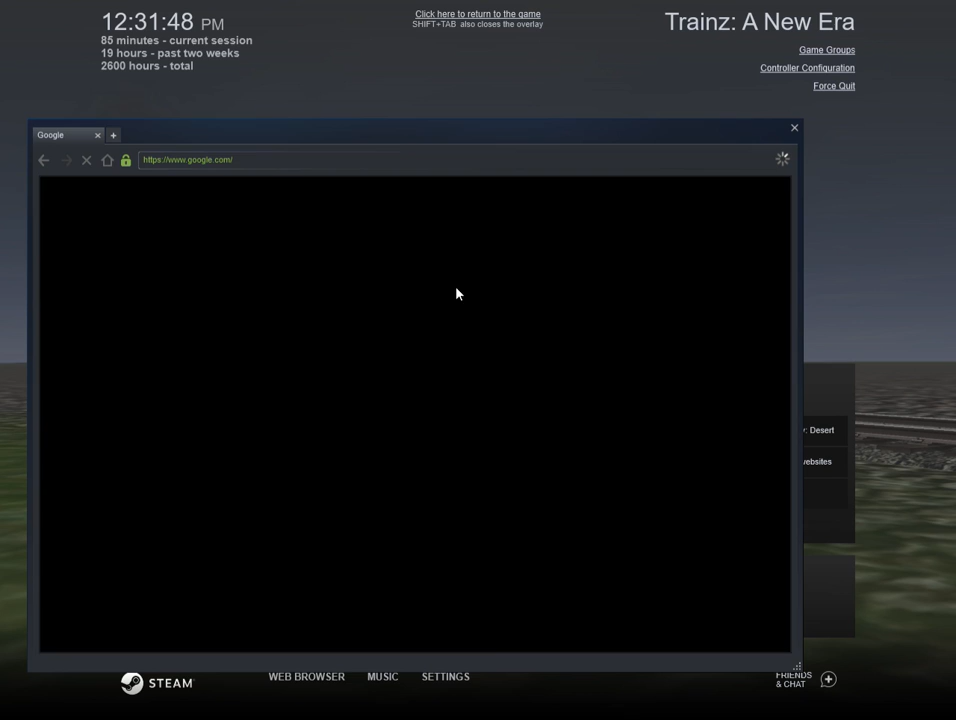 12:31:48 PM
85 minutes - current session
19 hours - past two weeks
2600 hours - total
Click here to return to the game
SHIFT+TAB also closes the overlay
Trainz: A New Era
Game Groups
Controller Configuration
Force Quit
Google
https://www.google.com/
: Desert
websites
STEAM
WEB BROWSER
MUSIC
SETTINGS
FRIENDS
& CHAT